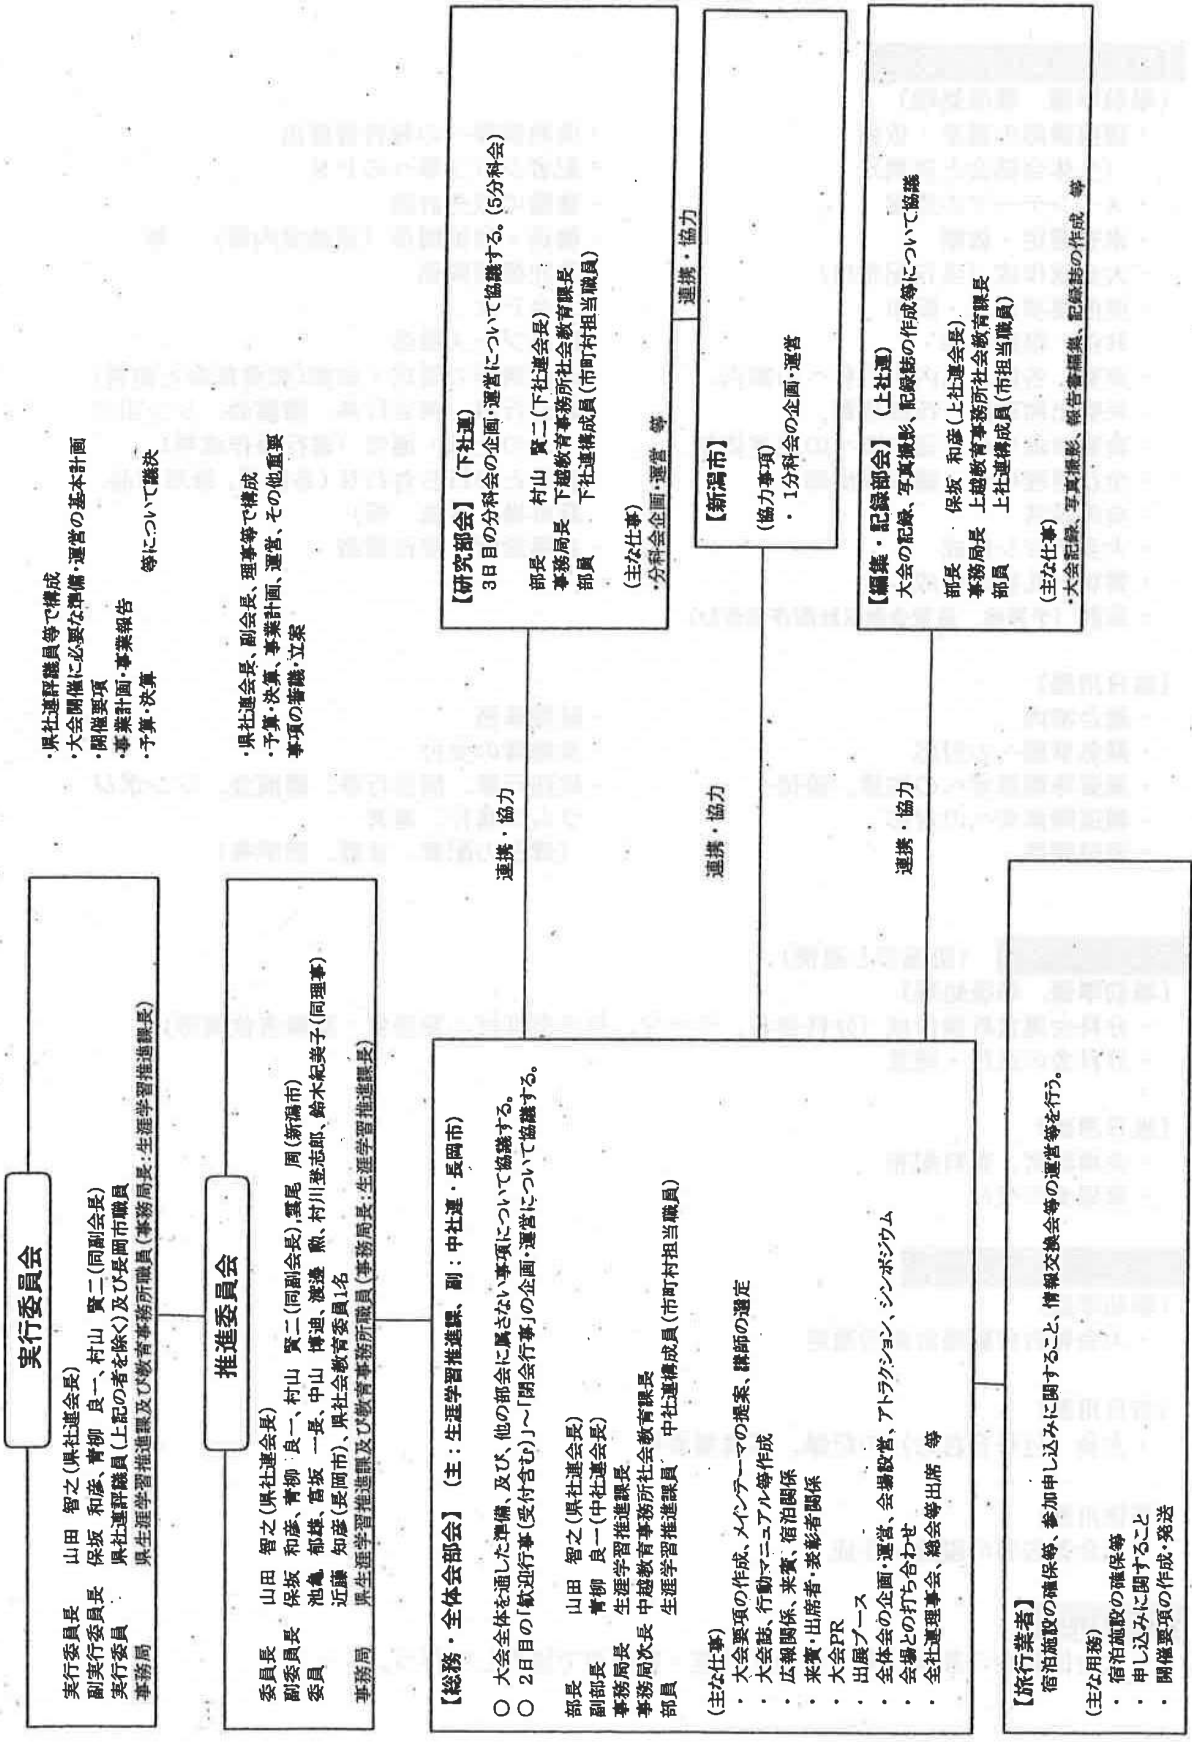 実行委員会
実行委員長 山田 智之(県社連会長)
副実行委員長 保坂 和彦、青柳 良一、村山 賢二(同副会長)
実行委員 県社連評議員(上記の者を除く)及び長岡市職員
事務局 県生涯学習推進課及び教育事務所職員(事務局長:生涯学習推進課長)
・県社連評議員等で構成
・大会開催に必要な準備・運営の基本計画
・開催要項
・事業計画・事業報告
・予算・決算 等について議決
推進委員会
委員長 山田 智之(県社連会長)
副委員長 保坂 和彦、青柳 良一、村山 賢二(同副会長)、 尾 周(新潟市)
委員 池亀 郁雄、髙坂 一長、中山 博迪、渡邊 勲、村川登志郎、鈴木紀美子(同理事)
近藤 知彦(長岡市)、県社会教育委員1名
事務局 県生涯学習推進課及び教育事務所職員(事務局長:生涯学習推進課長)
・県社連会長、副会長、理事等で構成
・予算・決算、事業計画、運営、その他重要
事項の審議・立案
【総務・全体会部会】 (主:生涯学習推進課、副:中社連・長岡市)
○ 大会全体を通した準備、及び、他の部会に属さない事項について協議する。
○ 2日目の「歓迎行事(受付含む)」~「閉会行事」の企画・運営について協議する。
部長 山田 智之(県社連会長)
副部長 青柳 良一(中社連会長)
事務局長 生涯学習推進課長
事務局次長 中越教育事務所社会教育課長
部員 生涯学習推進課員 中社連構成員(市町村担当職員)
(主な仕事)
・ 大会要項の作成、メインテーマの提案、講師の選定
・ 大会誌、行動マニュアル等作成
・ 広報関係、来賓、宿泊関係
・ 来賓・出席者・表彰者関係
・ 大会PR
・ 出展ブース
・ 全体会の企画・運営、会場設営、アトラクション、シンポジウム
・ 会場との打ち合わせ
・ 全社連理事会、総会等出席 等
連携・協力
連携・協力
連携・協力
【研究部会】 (下社連)
3日目の分科会の企画・運営について協議する。(5分科会)
部長 村山 賢二(下社連会長)
事務局長 下越教育事務所社会教育課長
部員 下社連構成員(市町村担当職員)
(主な仕事)
・分科会企画・運営 等
連携・協力
【新潟市】
(協力事項)
・ 1分科会の企画・運営
【編集・記録部会】 (上社連)
大会の記録、写真撮影、記録誌の作成等について協議
部長 保坂 和彦(上社連会長)
事務局長 上越教育事務所社会教育課長
部員 上社連構成員(市担当職員)
(主な仕事)
・大会記録、写真撮影、報告書編集、記録誌の作成 等
【旅行業者】
宿泊施設の確保等、参加申し込みに関すること、情報交換会等の運営等を行う。
(主な用務)
・ 宿泊施設の確保等
・ 申し込みに関すること
・ 開催要項の作成・発送